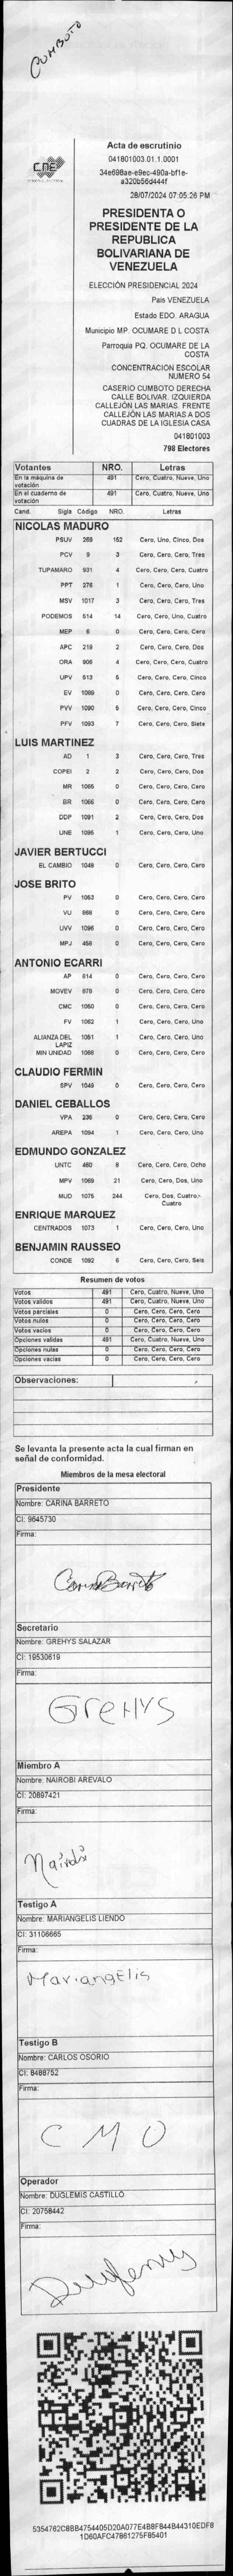 CUMBOTO
CNE
Acta de escrutinio
041801003.01.1.0001
34e698ae-e9ec-490a-bf1e-
a320b56d444f
28/07/2024 07:05:26 PM
PRESIDENTA O
PRESIDENTE DE LA
REPUBLICA
BOLIVARIANA DE
VENEZUELA
ELECCIÓN PRESIDENCIAL 2024
País VENEZUELA
Estado EDO. ARAGUA
Municipio MP. OCUMARE D L COSTA
Parroquia PQ. OCUMARE DE LA
COSTA
CONCENTRACION ESCOLAR
NUMERO 54
CASERIO CUMBOTO DERECHA
CALLE BOLIVAR. IZQUIERDA
CALLEJÓN LAS MARIAS. FRENTE
CALLEJÓN LAS MARIAS A DOS
CUADRAS DE LA IGLESIA CASA
041801003
798 Electores
Votantes NRO. Letras
En la máquina de votación 491 Cero, Cuatro, Nueve, Uno
En el cuaderno de votación 491 Cero, Cuatro, Nueve, Uno
Cand. Sigla Código NRO. Letras
NICOLAS MADURO
PSUV 269 152 Cero, Uno, Cinco, Dos
PCV 9 3 Cero, Cero, Cero, Tres
TUPAMARO 931 4 Cero, Cero, Cero, Cuatro
PPT 276 1 Cero, Cero, Cero, Uno
MSV 1017 3 Cero, Cero, Cero, Tres
PODEMOS 514 14 Cero, Cero, Uno, Cuatro
MEP 6 0 Cero, Cero, Cero, Cero
APC 219 2 Cero, Cero, Cero, Dos
ORA 906 4 Cero, Cero, Cero, Cuatro
UPV 513 5 Cero, Cero, Cero, Cinco
EV 1089 0 Cero, Cero, Cero, Cero
PVV 1090 5 Cero, Cero, Cero, Cinco
PFV 1093 7 Cero, Cero, Cero, Siete
LUIS MARTINEZ
AD 1 3 Cero, Cero, Cero, Tres
COPEI 2 2 Cero, Cero, Cero, Dos
MR 1065 0 Cero, Cero, Cero, Cero
BR 1066 0 Cero, Cero, Cero, Cero
DDP 1091 2 Cero, Cero, Cero, Dos
UNE 1095 1 Cero, Cero, Cero, Uno
JAVIER BERTUCCI
EL CAMBIO 1048 0 Cero, Cero, Cero, Cero
JOSE BRITO
PV 1053 0 Cero, Cero, Cero, Cero
VU 868 0 Cero, Cero, Cero, Cero
UVV 1096 0 Cero, Cero, Cero, Cero
MPJ 458 0 Cero, Cero, Cero, Cero
ANTONIO ECARRI
AP 814 0 Cero, Cero, Cero, Cero
MOVEV 878 0 Cero, Cero, Cero, Cero
CMC 1050 0 Cero, Cero, Cero, Cero
FV 1062 1 Cero, Cero, Cero, Uno
ALIANZA DEL LAPIZ 1051 1 Cero, Cero, Cero, Uno
MIN UNIDAD 1088 0 Cero, Cero, Cero, Cero
CLAUDIO FERMIN
SPV 1049 0 Cero, Cero, Cero, Cero
DANIEL CEBALLOS
VPA 236 0 Cero, Cero, Cero, Cero
AREPA 1094 1 Cero, Cero, Cero, Uno
EDMUNDO GONZALEZ
UNTC 460 8 Cero, Cero, Cero, Ocho
MPV 1069 21 Cero, Cero, Dos, Uno
MUD 1075 244 Cero, Dos, Cuatro,-
Cuatro
ENRIQUE MARQUEZ
CENTRADOS 1073 1 Cero, Cero, Cero, Uno
BENJAMIN RAUSSEO
CONDE 1092 6 Cero, Cero, Cero, Seis
Resumen de votos
Votos 491 Cero, Cuatro, Nueve, Uno
Votos validos 491 Cero, Cuatro, Nueve, Uno
Votos parciales 0 Cero, Cero, Cero, Cero
Votos nulos 0 Cero, Cero, Cero, Cero
Votos vacios 0 Cero, Cero, Cero, Cero
Opciones validas 491 Cero, Cuatro, Nueve, Uno
Opciones nulas 0 Cero, Cero, Cero, Cero
Opciones vacias 0 Cero, Cero, Cero, Cero
Observaciones:
Se levanta la presente acta la cual firman en
señal de conformidad.
Miembros de la mesa electoral
Presidente
Nombre: CARINA BARRETO
CI: 9645730
Firma:
Carina Barreto
Secretario
Nombre: GREHYS SALAZAR
CI: 19530619
Firma:
GreHYS
Miembro A
Nombre: NAIROBI AREVALO
CI: 20897421
Firma:
Nairobi
Testigo A
Nombre: MARIANGELIS LIENDO
CI: 31106665
Firma:
Mariangelis
Testigo B
Nombre: CARLOS OSORIO
CI: 8488752
Firma:
C M O
Operador
Nombre: DUGLEMIS CASTILLO
CI: 20758442
Firma:
5354762C8BB4754405D20A077E4B8F844B44310EDF8
1D60AFC47861275F85401